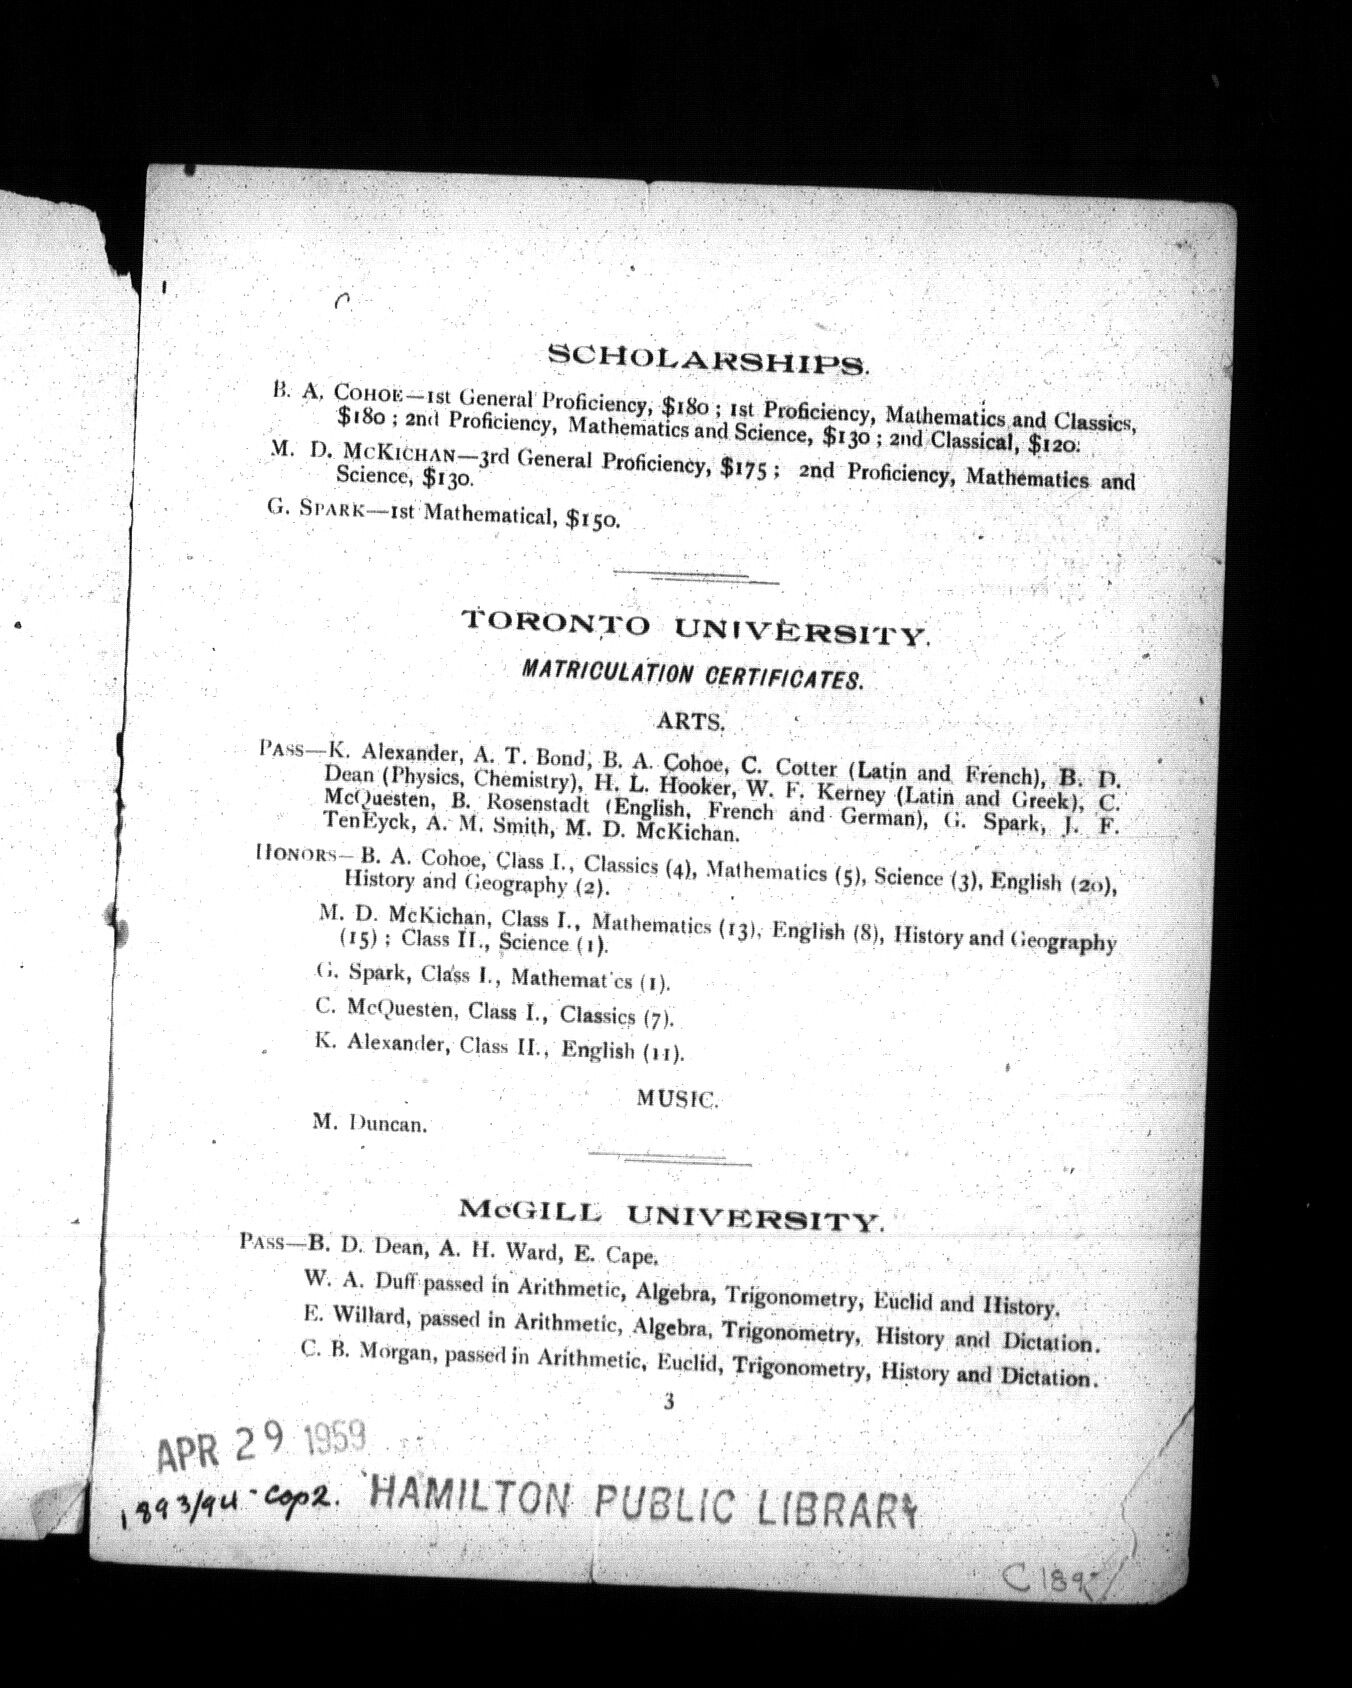 SCHOLARSHIPS.
B. A. COHOE—1st General Proficiency, $180 ; 1st Proficiency, Mathematics and Classics,
$180 ; 2nd Proficiency, Mathematics and Science, $130 ; 2nd Classical, $120.
M. D. MCKICHAN—3rd General Proficiency, $175 ; 2nd Proficiency, Mathematics and
Science, $130.
G. SPARK—1st Mathematical, $150.
TORONTO UNIVERSITY.
MATRICULATION CERTIFICATES.
ARTS.
PASS—K. Alexander, A. T. Bond, B. A. Cohoe, C. Cotter (Latin and French), B. D.
Dean (Physics, Chemistry), H. L. Hooker, W. F. Kerney (Latin and Greek), C.
McQuesten, B. Rosenstadt (English, French and German), G. Spark, J. F.
TenEyck, A. M. Smith, M. D. McKichan.
HONORS—B. A. Cohoe, Class I., Classics (4), Mathematics (5), Science (3), English (20),
History and Geography (2).
M. D. McKichan, Class I., Mathematics (13), English (8), History and Geography
(15) ; Class II., Science (1).
G. Spark, Class I., Mathemat cs (1).
C. McQuesten, Class I., Classics (7).
K. Alexander, Class II., English (11).
MUSIC.
M. Duncan.
McGILL UNIVERSITY.
PASS—B. D. Dean, A. H. Ward, E. Cape.
W. A. Duff passed in Arithmetic, Algebra, Trigonometry, Euclid and History.
E. Willard, passed in Arithmetic, Algebra, Trigonometry, History and Dictation.
C. B. Morgan, passed in Arithmetic, Euclid, Trigonometry, History and Dictation.
3
APR 29 1959
1893/94 - Cop2. HAMILTON PUBLIC LIBRARY